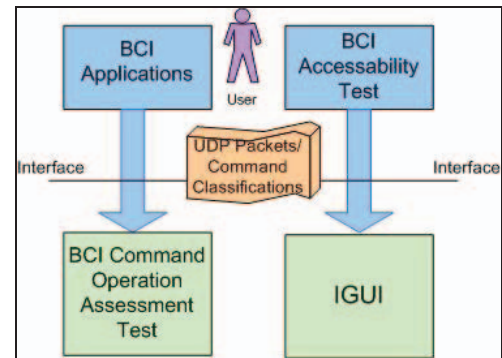 BCI
Applications
User
BCI
Accessability
Test
UDP Packets/
Command
Classifications
Interface
Interface
BCI Command
Operation
Assessment
Test
IGUI